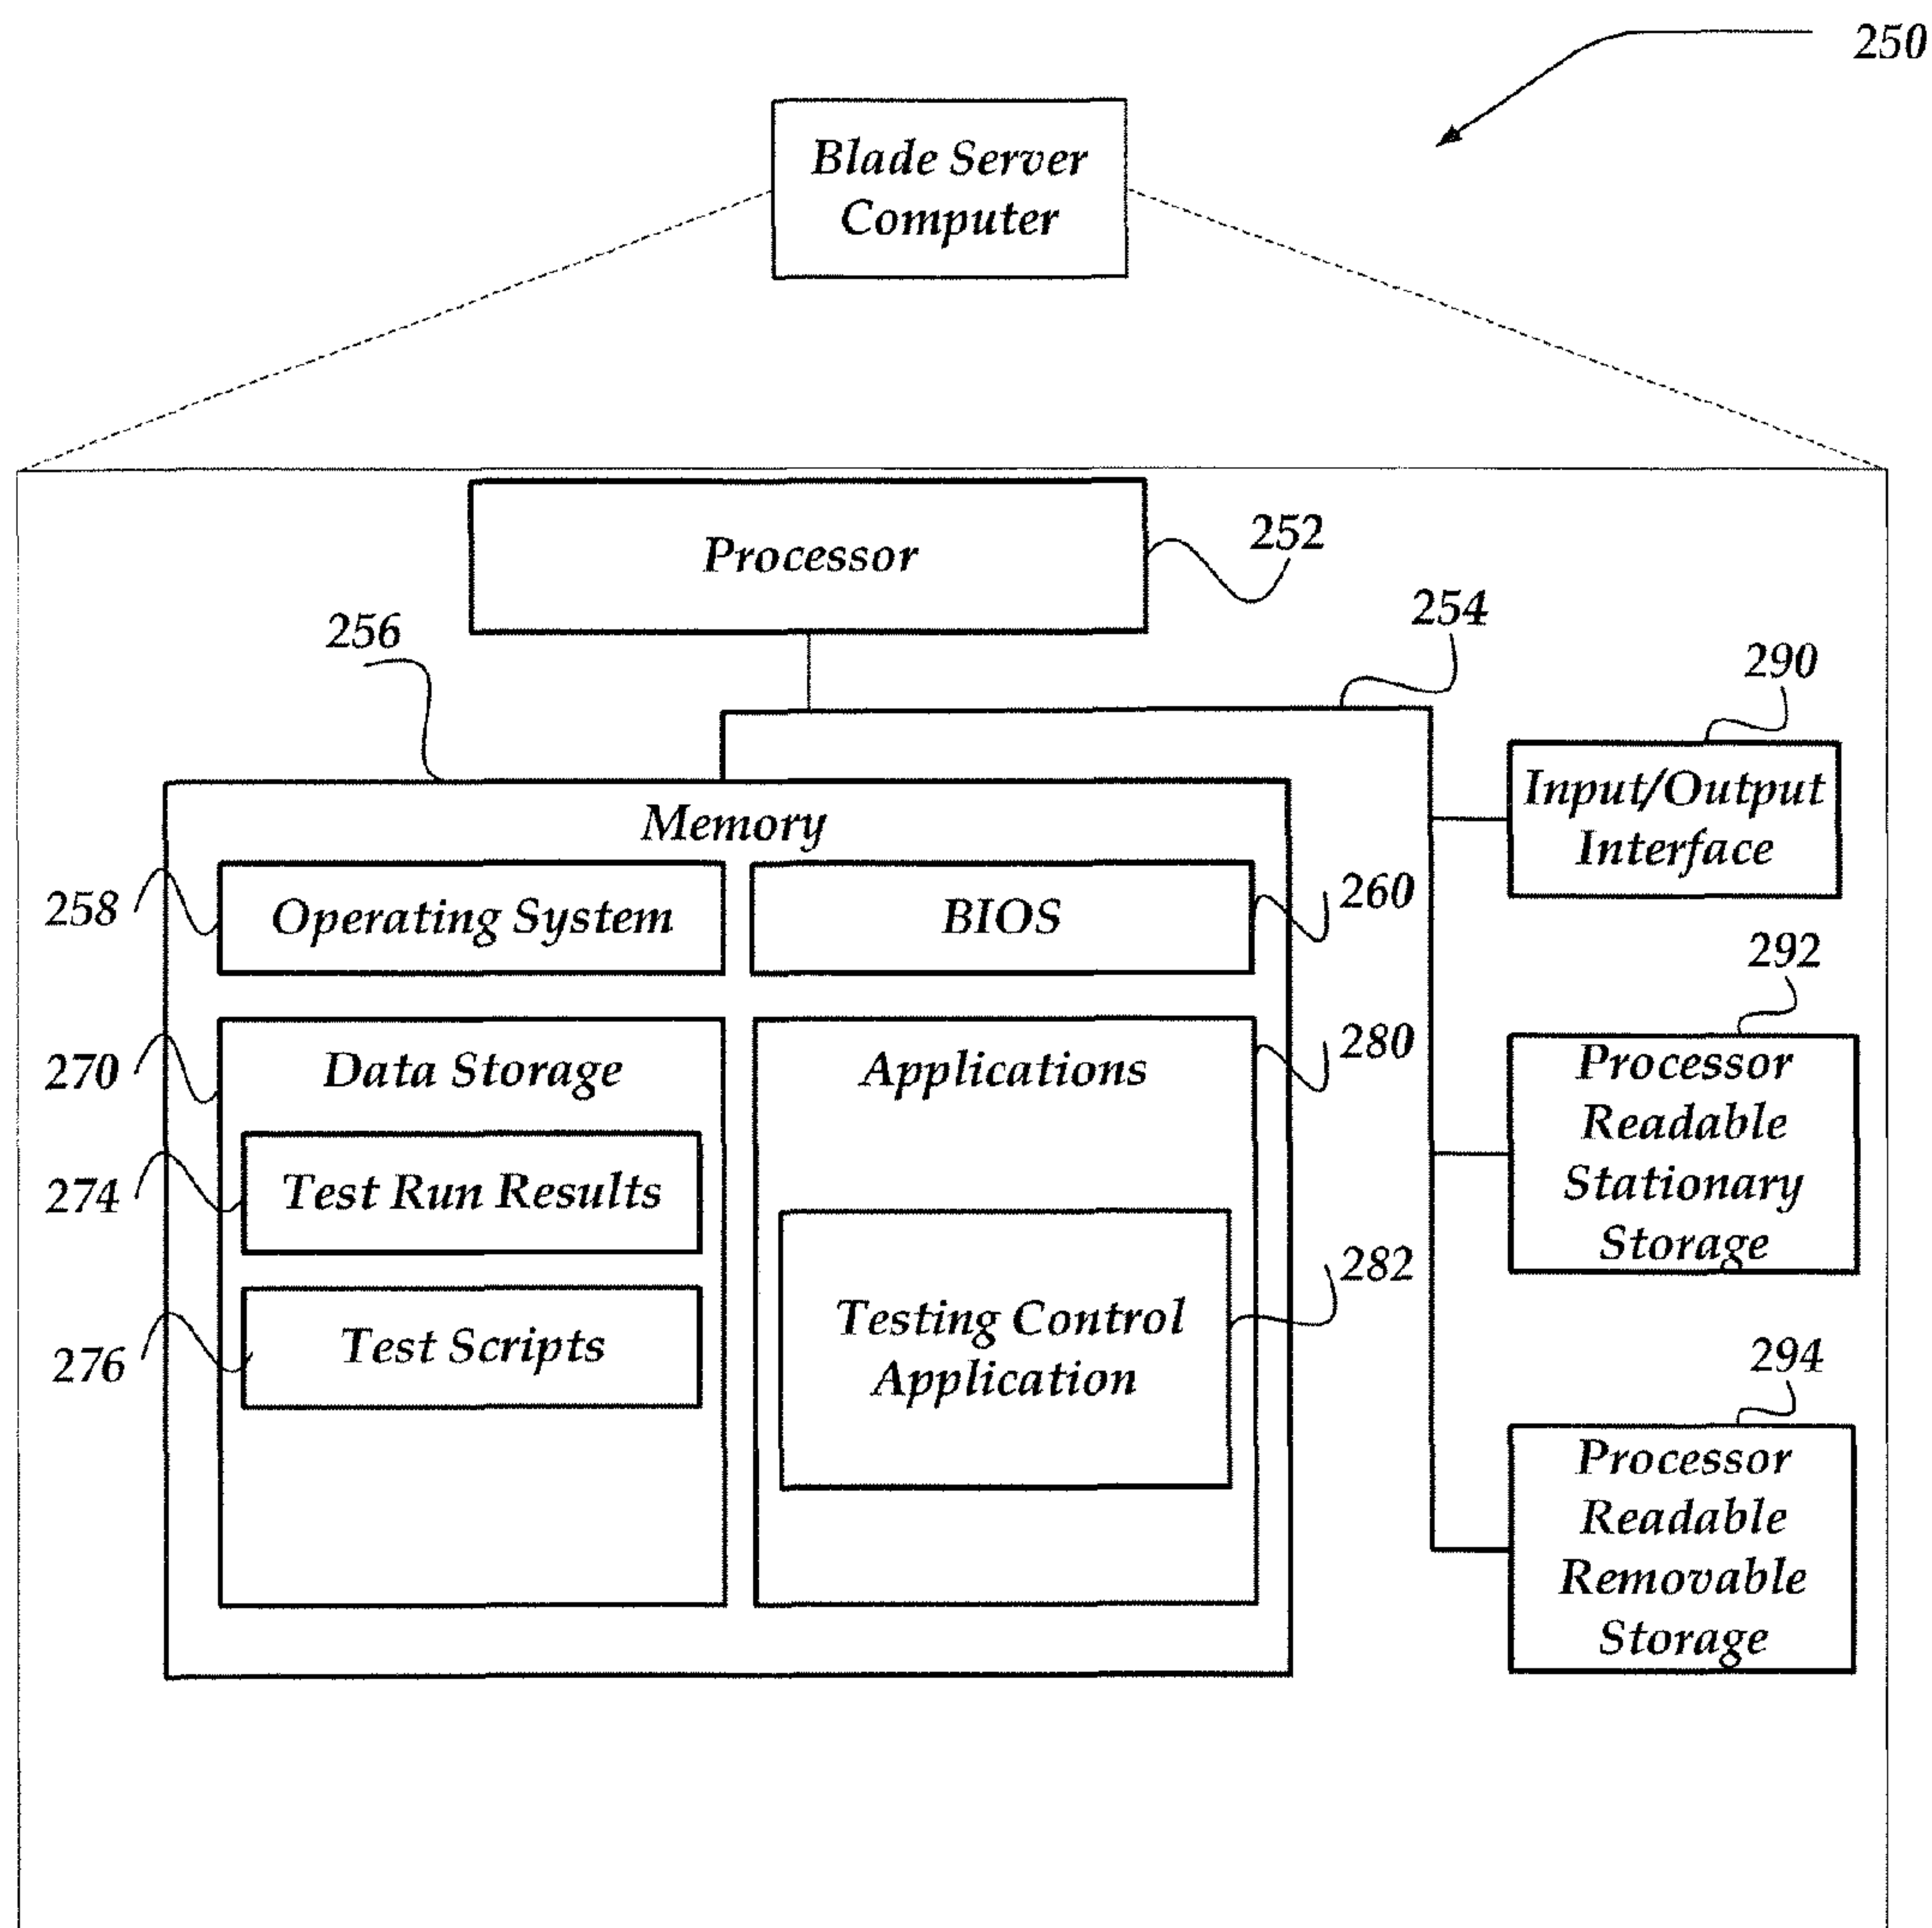 250
Blade Server
Computer
Processor
252
256
254
290
Input/Output
Interface
Memory
258
Operating System
BIOS
260
292
270
Data Storage
Applications
280
Processor
Readable
Stationary
Storage
274
Test Run Results
276
Test Scripts
Testing Control
Application
282
294
Processor
Readable
Removable
Storage